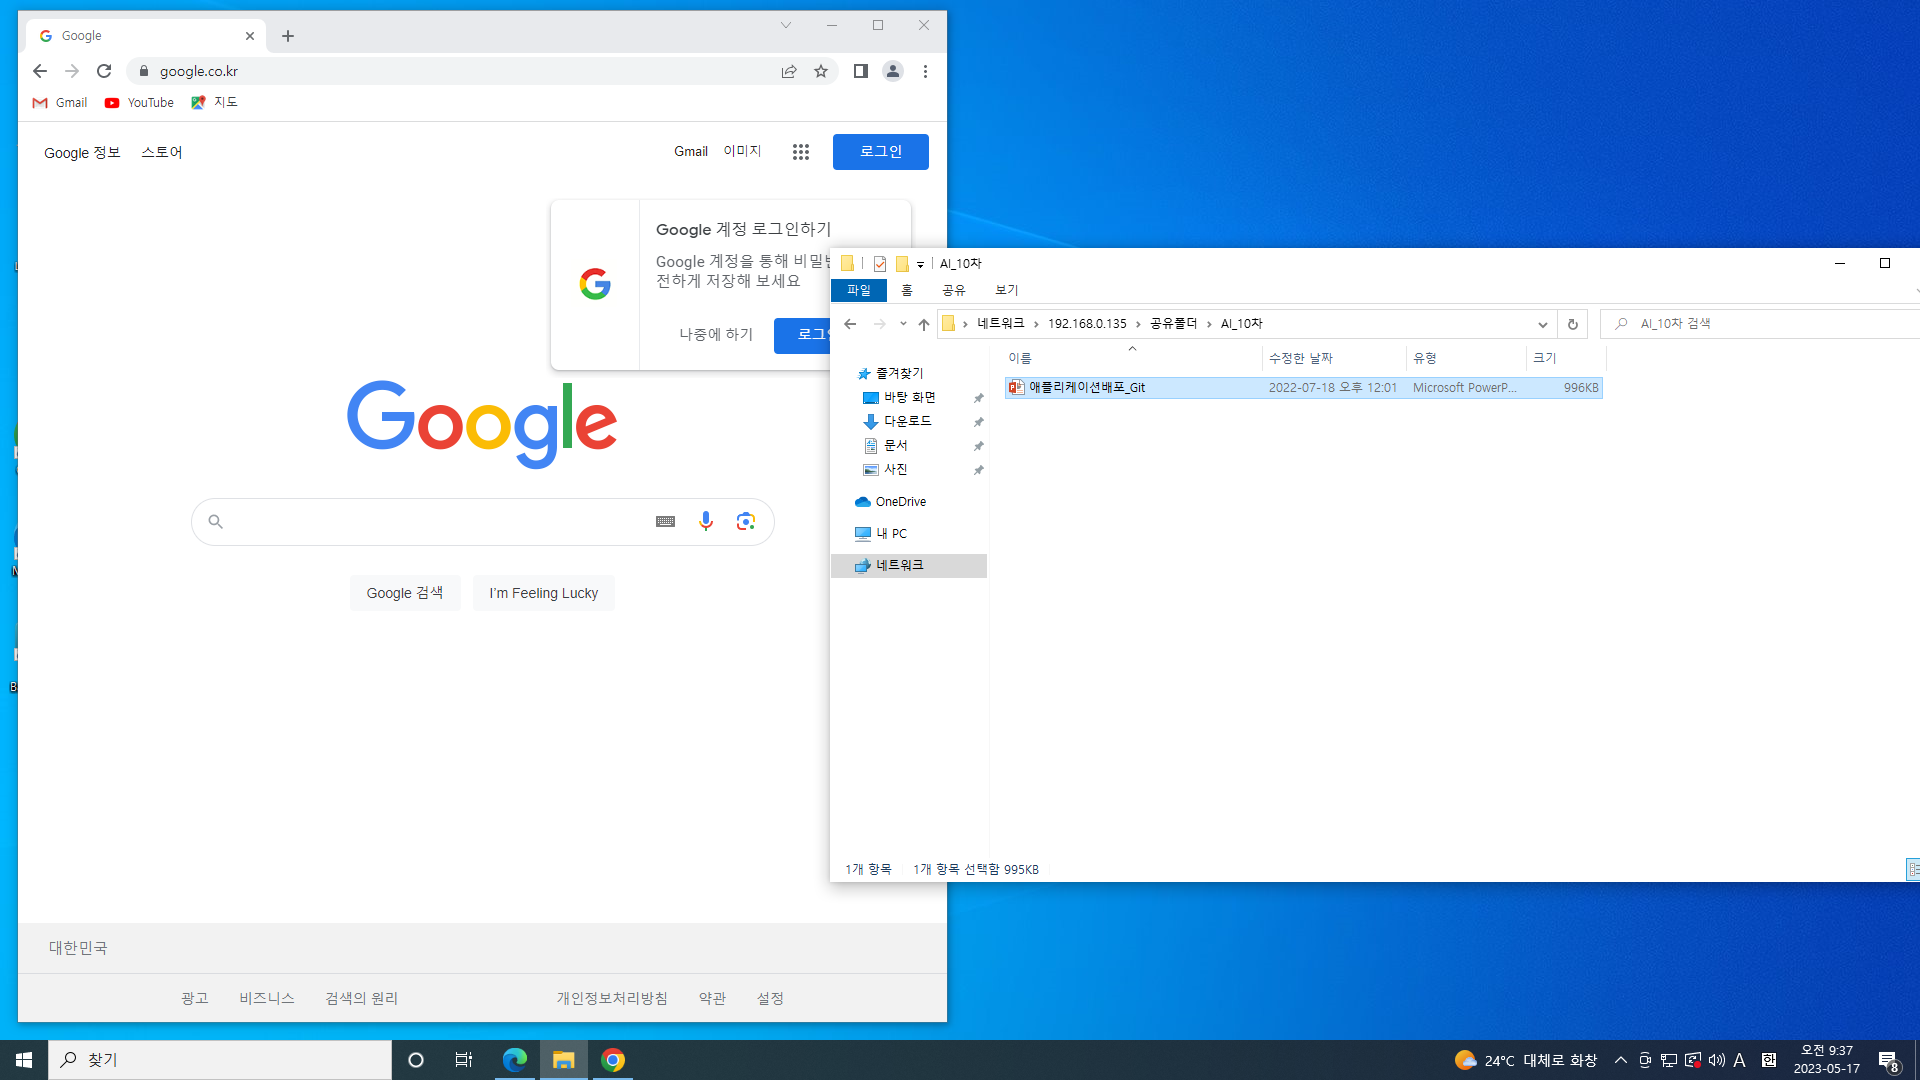 Google
google.co.kr
Gmail YouTube 지도
Google 정보 스토어 Gmail 이미지 로그인
Google 계정 로그인하기
Google 계정을 통해 비밀
전하게 저장해 보세요
나중에 하기
Google
Google 검색 I'm Feeling Lucky
대한민국
광고 비즈니스 검색의 원리 개인정보처리방침 약관 설정
AI_10차
파일 홈 공유 보기
네트워크 › 192.168.0.135 › 공유폴더 › AI_10차
AI_10차 검색
이름 수정한 날짜 유형 크기
애플리케이션배포_Git 2022-07-18 오후 12:01 Microsoft PowerP... 996KB
즐겨찾기
바탕 화면
다운로드
문서
사진
OneDrive
내 PC
네트워크
1개 항목 1개 항목 선택함 995KB
찾기
24°C 대체로 화창
A 한
오전 9:37
2023-05-17
8